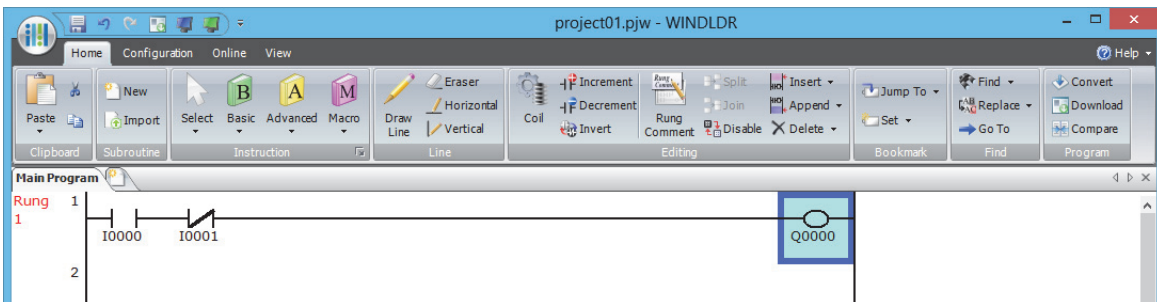 project01.pjw - WINDLDR
Home Configuration Online View Help
Paste
New
Import
Select Basic Advanced Macro
Draw Line
Eraser
Horizontal
Vertical
Coil
Increment
Decrement
Invert
Rung Comment
Split
Join
Disable
Insert
Append
Delete
Jump To
Set
Find
Replace
Go To
Convert
Download
Compare
Clipboard Subroutine Instruction Line Editing Bookmark Find Program
Main Program
Rung 1
1
I0000 I0001 Q0000
2